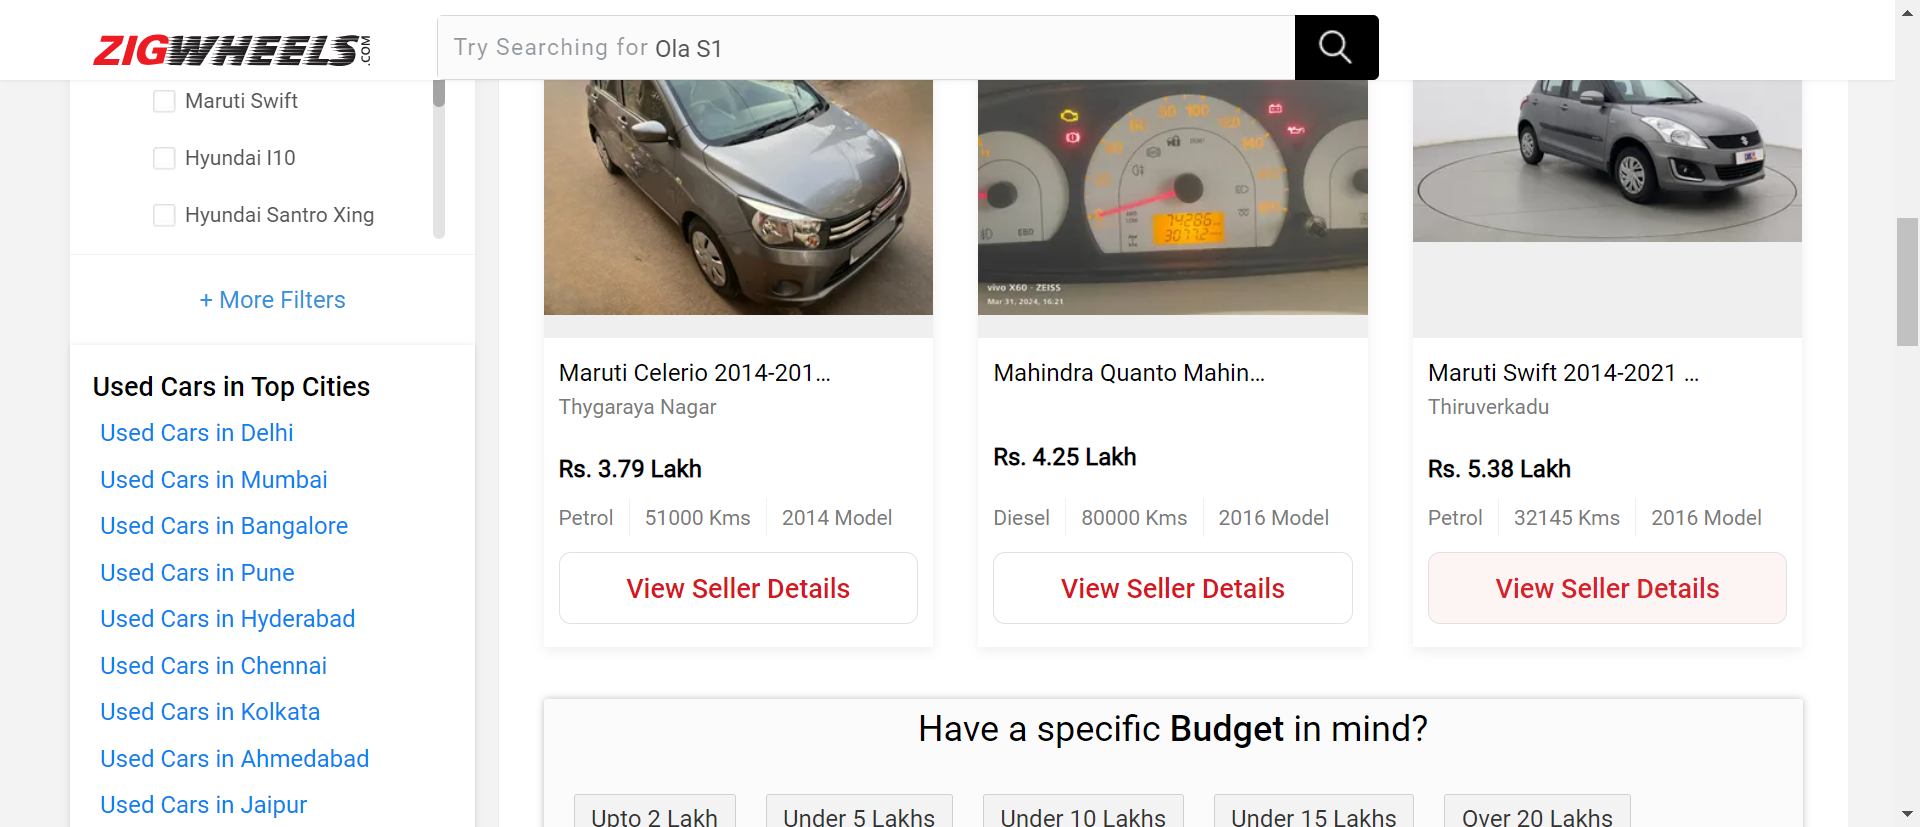 ZIGWHEELS.COM
Try Searching for Ola S1
Maruti Swift
Hyundai I10
Hyundai Santro Xing
+ More Filters
Used Cars in Top Cities
Used Cars in Delhi
Used Cars in Mumbai
Used Cars in Bangalore
Used Cars in Pune
Used Cars in Hyderabad
Used Cars in Chennai
Used Cars in Kolkata
Used Cars in Ahmedabad
Used Cars in Jaipur
100
120
140
EBD
74286
3077.2
vivo X60 · ZEISS
Mar 31, 2024, 16:21
Maruti Celerio 2014-201...
Thygaraya Nagar
Rs. 3.79 Lakh
Petrol 51000 Kms 2014 Model
View Seller Details
Mahindra Quanto Mahin...
Rs. 4.25 Lakh
Diesel 80000 Kms 2016 Model
View Seller Details
Maruti Swift 2014-2021 ...
Thiruverkadu
Rs. 5.38 Lakh
Petrol 32145 Kms 2016 Model
View Seller Details
Have a specific Budget in mind?
Upto 2 Lakh
Under 5 Lakhs
Under 10 Lakhs
Under 15 Lakhs
Over 20 Lakhs